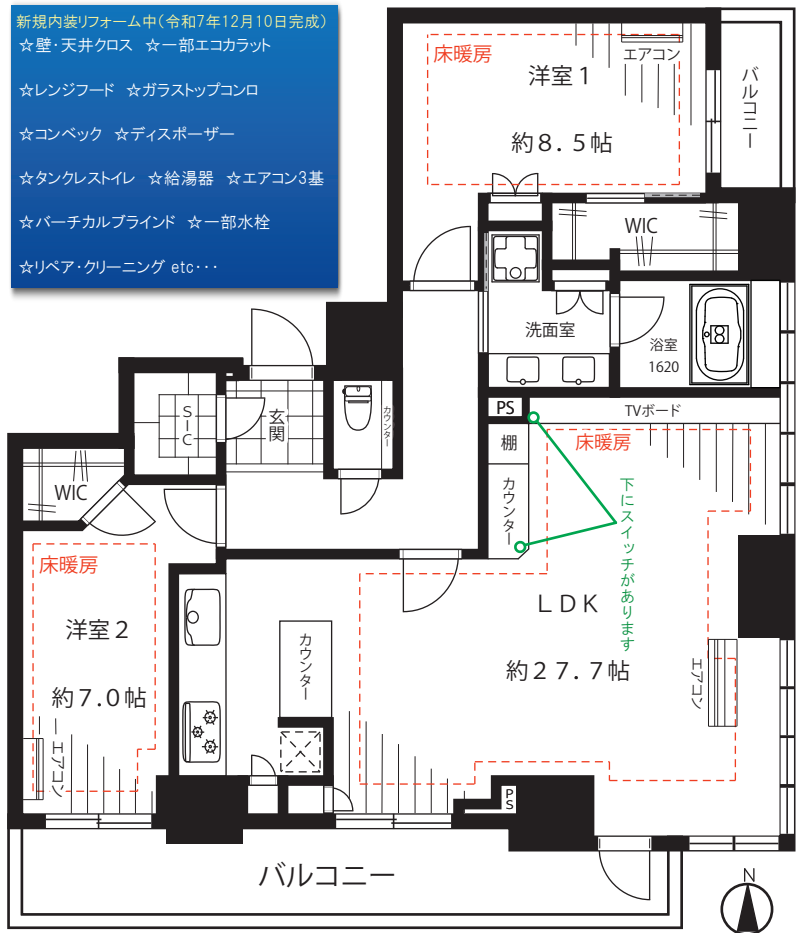 新規内装リフォーム中(令和7年12月10日完成)
☆壁・天井クロス ☆一部エコカラット
☆レンジフード ☆ガラストップコンロ
☆コンベック ☆ディスポーザー
☆タンクレストイレ ☆給湯器 ☆エアコン3基
☆バーチカルブラインド ☆一部水栓
☆リペア・クリーニング etc・・・
床暖房
エアコン
洋室1
約8.5帖
バルコニー
WIC
洗面室
浴室
1620
PS
TVボード
棚
カウンター
床暖房
下にスイッチがあります
SIC
玄関
カウンター
WIC
床暖房
洋室2
約7.0帖
エアコン
カウンター
LDK
約27.7帖
エアコン
PS
バルコニー
N